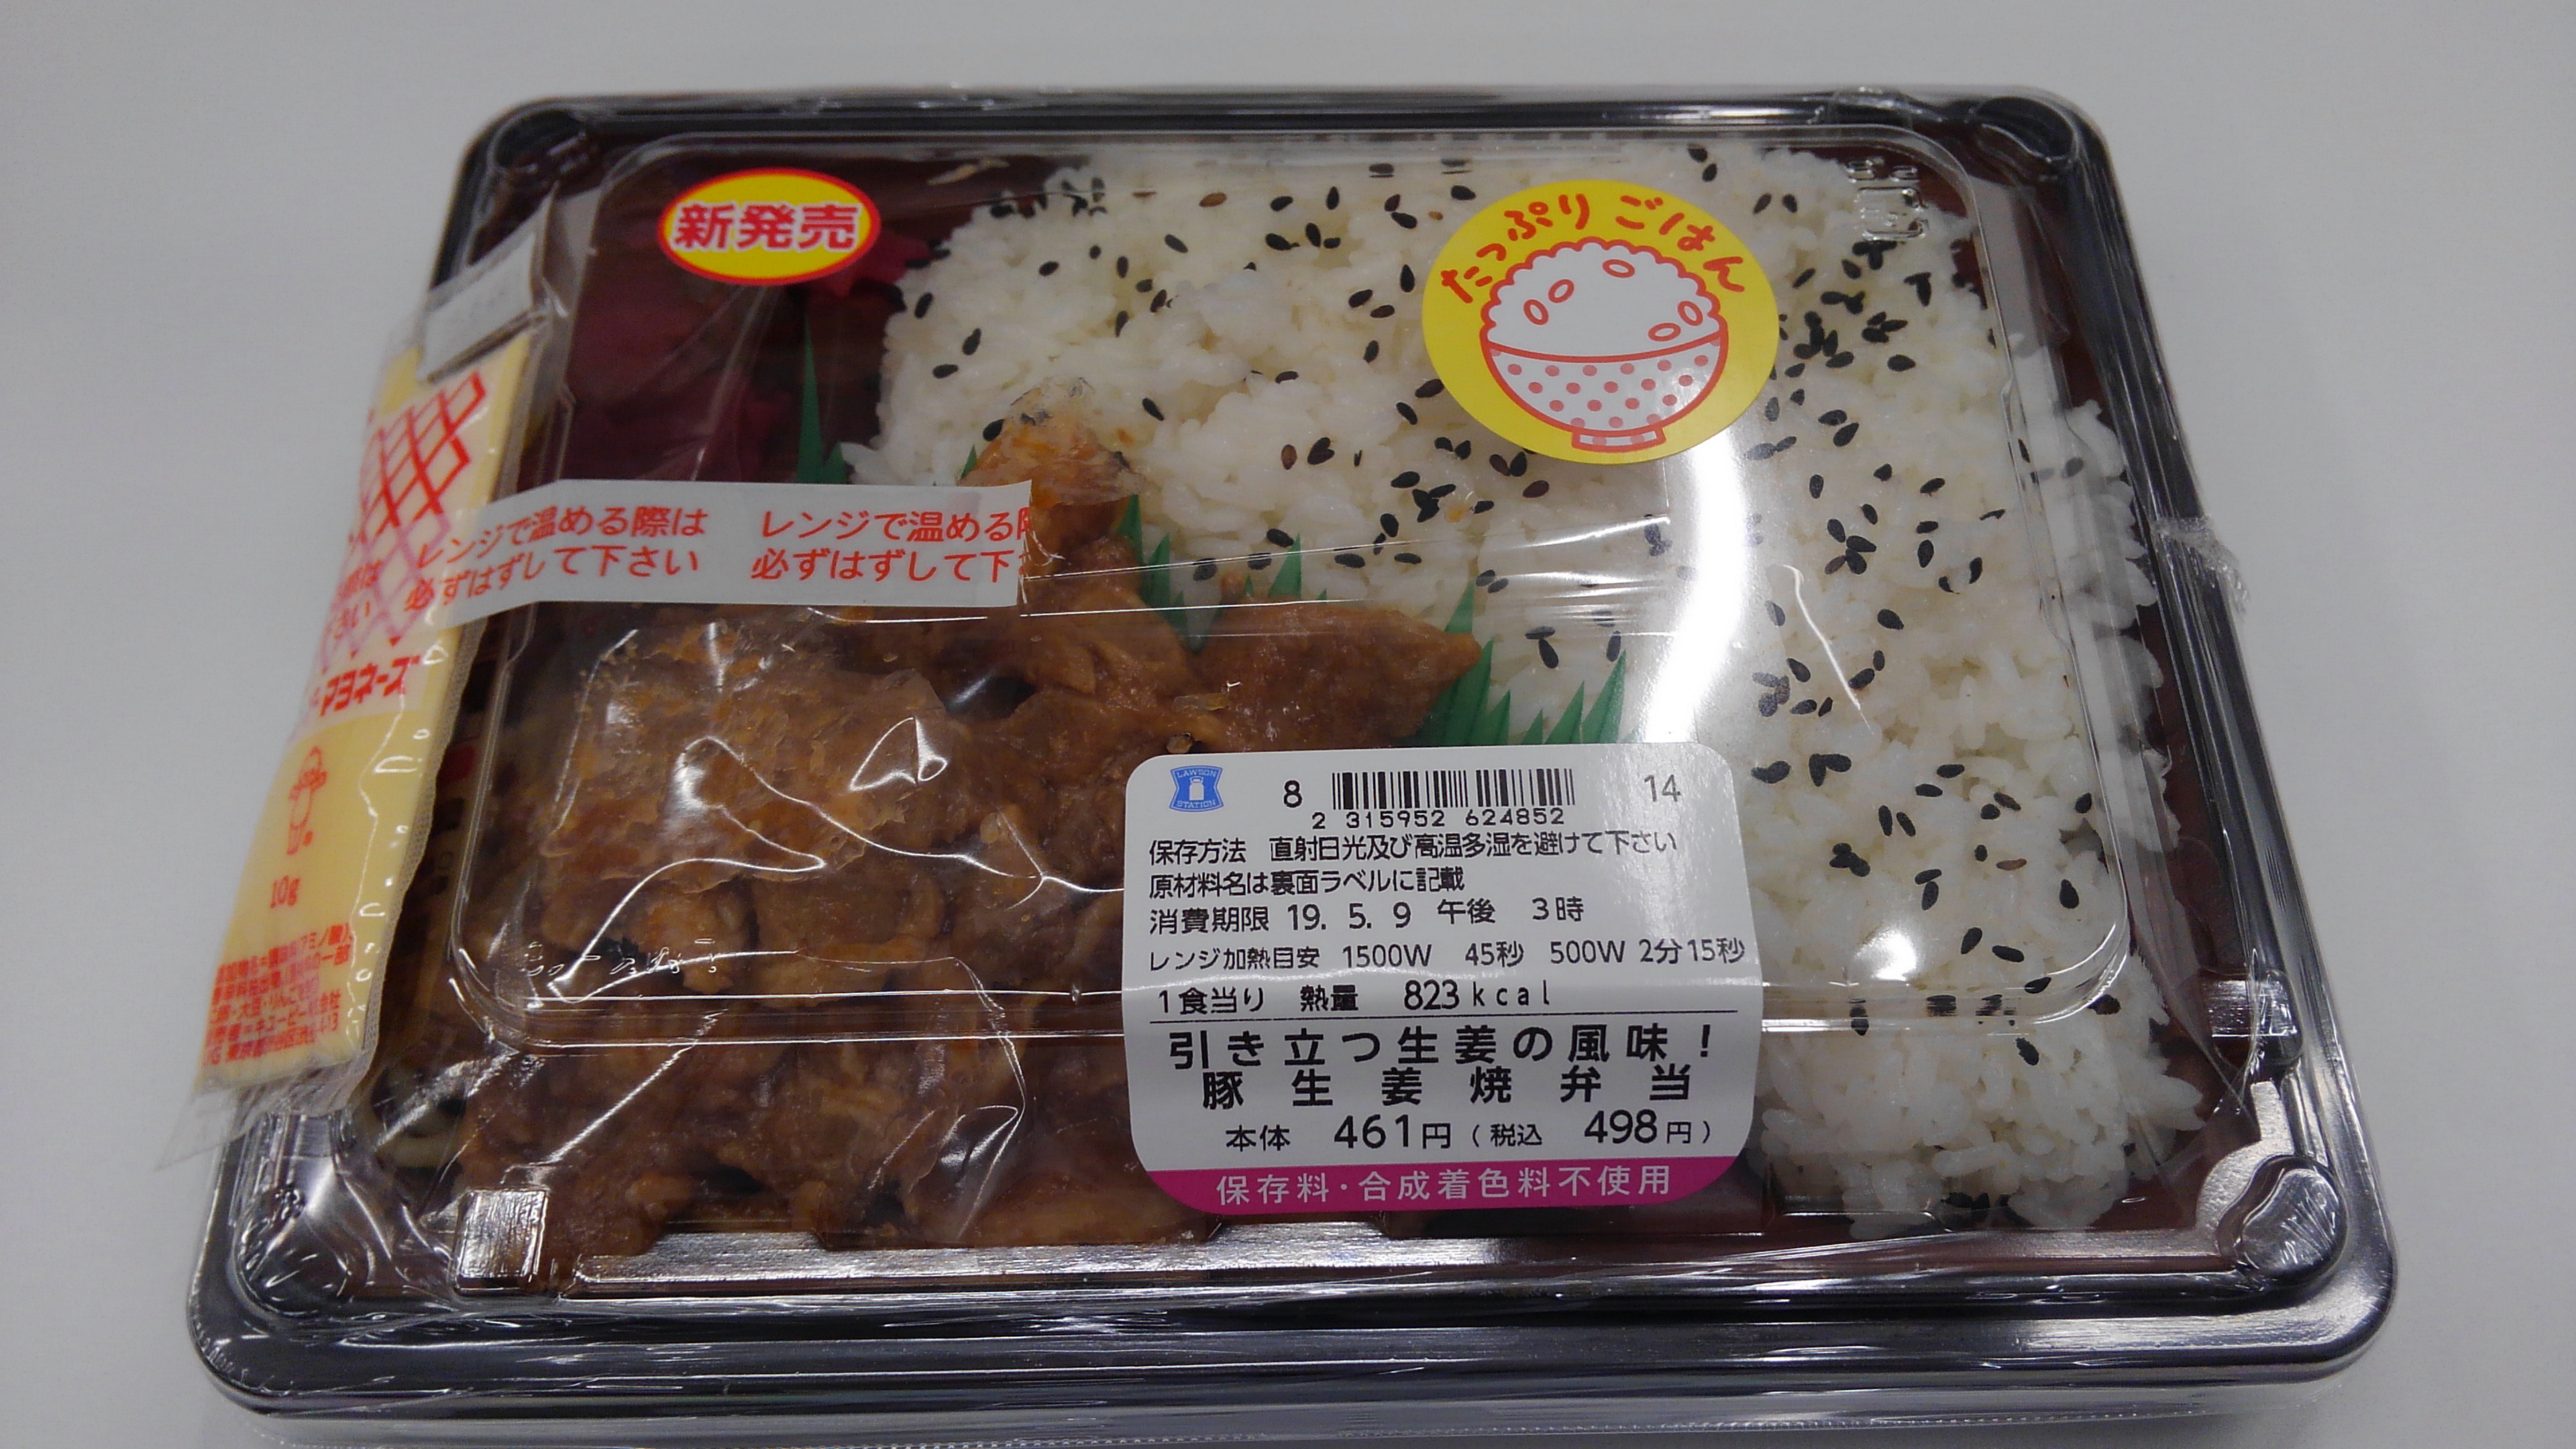 新発売
たっぷりごはん
レンジで温める際は レンジで温める
必ずはずして下さい 必ずはずして下
マヨネーズ
10g
LAWSON
STATION
8 14
2 315952 624852
保存方法 直射日光及び高温多湿を避けて下さい
原材料名は裏面ラベルに記載
消費期限 19. 5. 9 午後 3時
レンジ加熱目安 1500W 45秒 500W 2分15秒
1食当り 熱量 823kcal
引き立つ生姜の風味!
豚生姜焼弁当
本体 461円(税込 498円)
保存料・合成着色料不使用